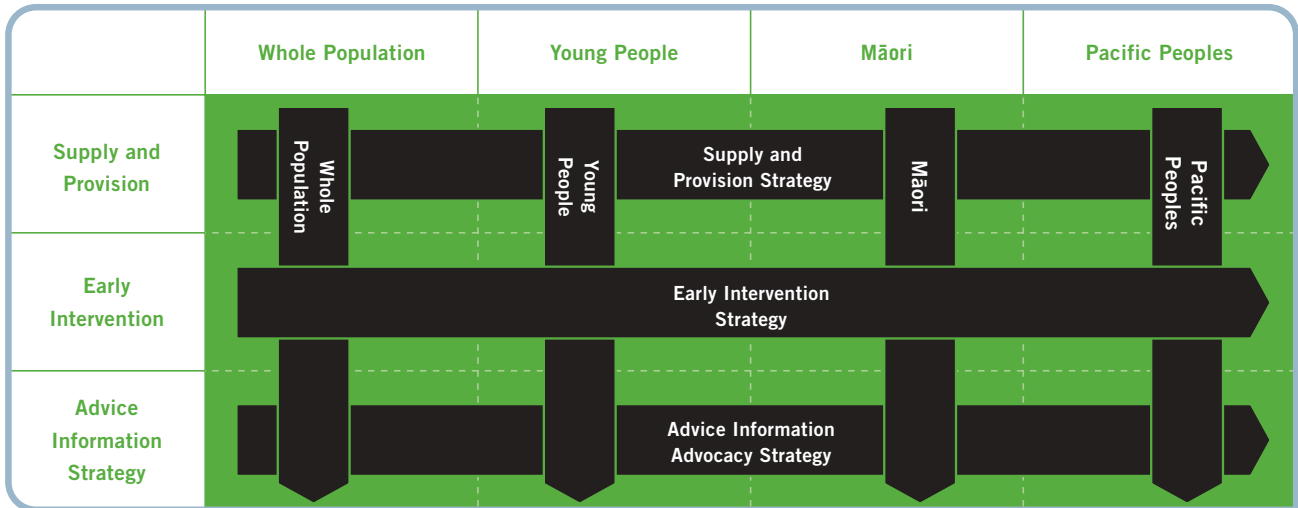 Whole Population
Young People
Māori
Pacific Peoples
Supply and
Provision
Whole
Population
Young
People
Supply and
Provision Strategy
Māori
Pacific
Peoples
Early
Intervention
Early Intervention
Strategy
Advice
Information
Strategy
Advice Information
Advocacy Strategy